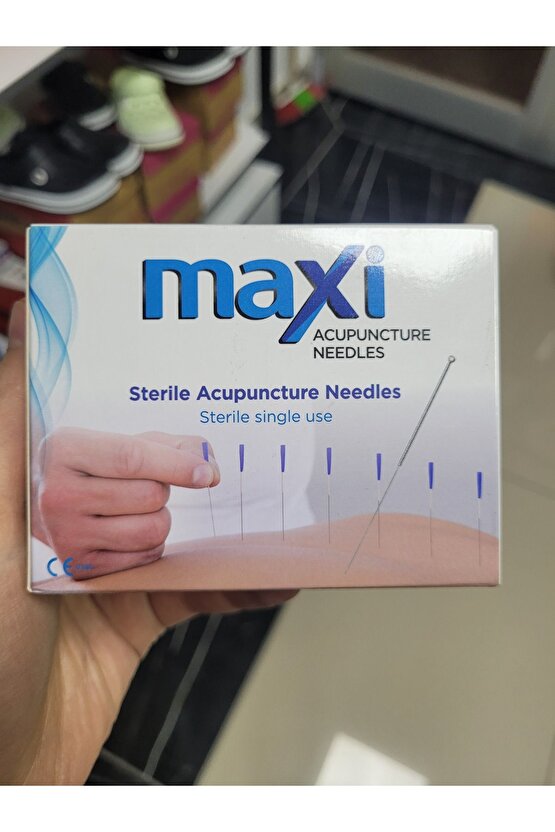 maxi
ACUPUNCTURE
NEEDLES
Sterile Acupuncture Needles
Sterile single use
CE